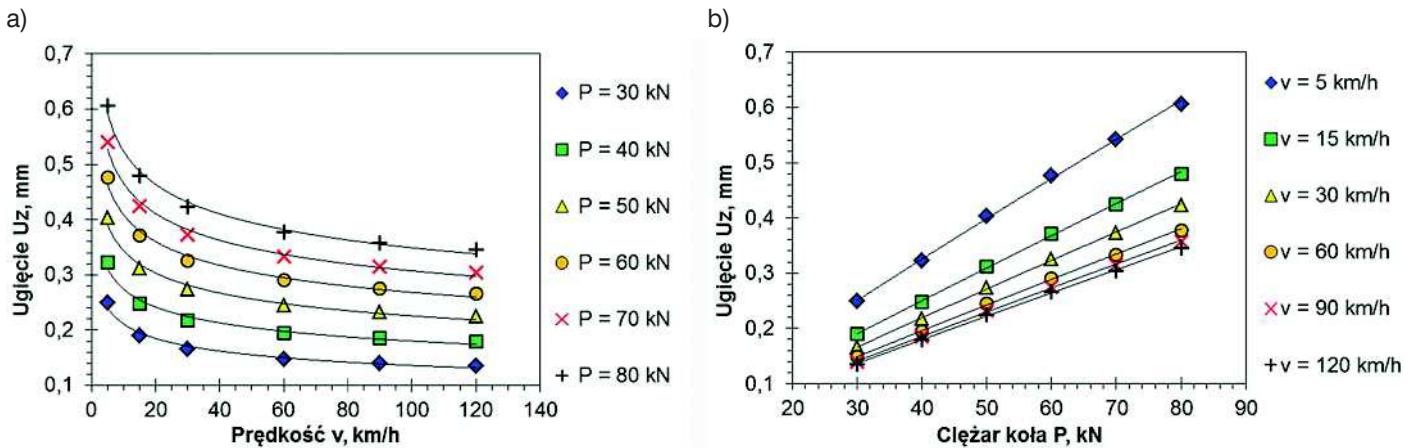 a)
0,7
0,6
0,5
0,4
0,3
0,2
0,1
0 20 40 60 80 100 120 140
Ugięcie Uz, mm
Prędkość v, km/h
P = 30 kN
P = 40 kN
P = 50 kN
P = 60 kN
P = 70 kN
P = 80 kN
b)
0,7
0,6
0,5
0,4
0,3
0,2
0,1
20 30 40 50 60 70 80 90
Ugięcie Uz, mm
Clężar koła P, kN
v = 5 km/h
v = 15 km/h
v = 30 km/h
v = 60 km/h
v = 90 km/h
v = 120 km/h